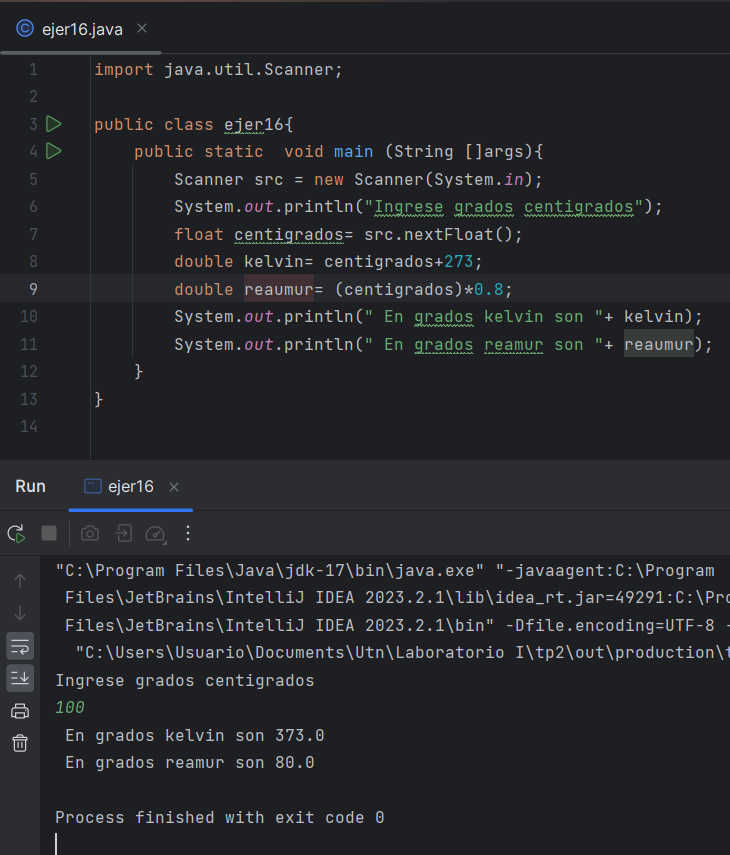 ejer16.java
1 import java.util.Scanner;
2
3 public class ejer16{
4     public static  void main (String []args){
5         Scanner src = new Scanner(System.in);
6         System.out.println("Ingrese grados centigrados");
7         float centigrados= src.nextFloat();
8         double kelvin= centigrados+273;
9         double reaumur= (centigrados)*0.8;
10         System.out.println(" En grados kelvin son "+ kelvin);
11         System.out.println(" En grados reamur son "+ reaumur);
12     }
13 }
14
Run ejer16
"C:\Program Files\Java\jdk-17\bin\java.exe" "-javaagent:C:\Program
Files\JetBrains\IntelliJ IDEA 2023.2.1\lib\idea_rt.jar=49291:C:\Pro
Files\JetBrains\IntelliJ IDEA 2023.2.1\bin" -Dfile.encoding=UTF-8 -
"C:\Users\Usuario\Documents\Utn\Laboratorio I\tp2\out\production\t
Ingrese grados centigrados
100
 En grados kelvin son 373.0
 En grados reamur son 80.0
Process finished with exit code 0